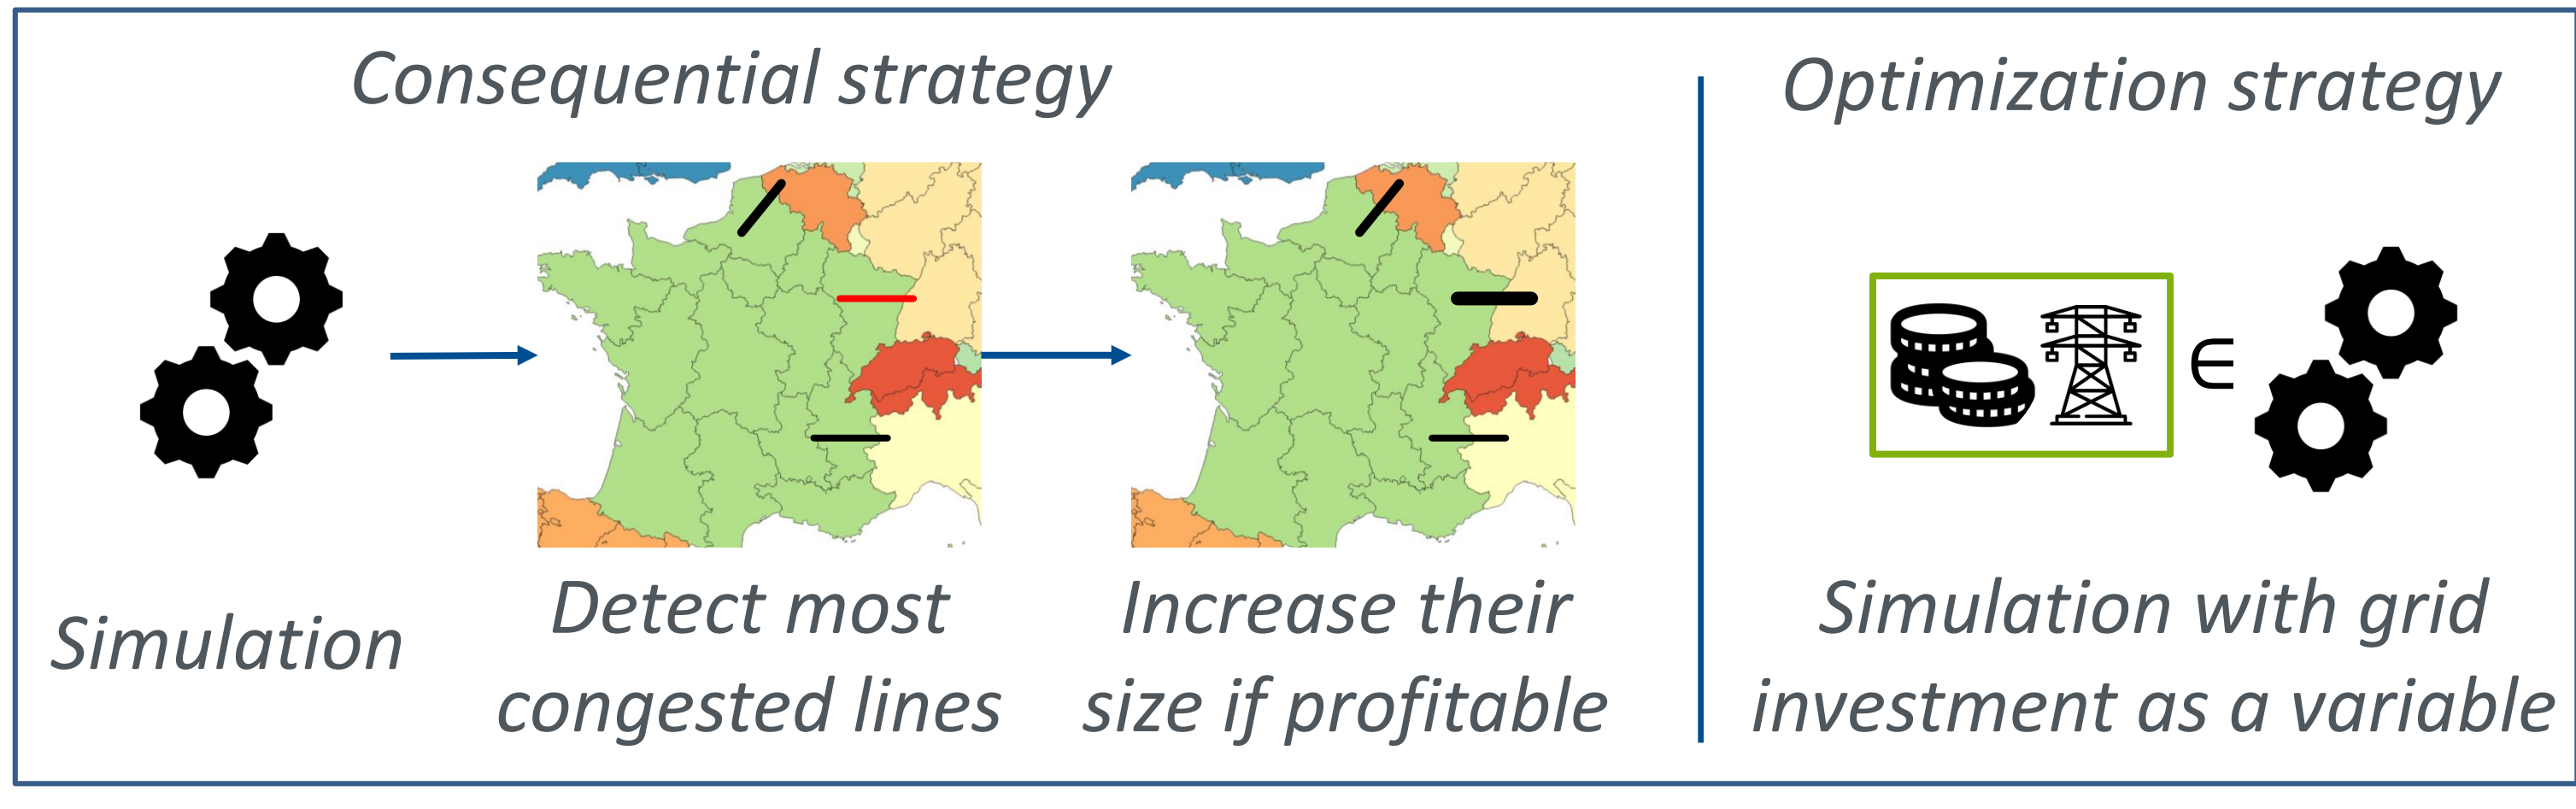 Consequential strategy
Optimization strategy
∈
Simulation
Detect most
congested lines
Increase their
size if profitable
Simulation with grid
investment as a variable